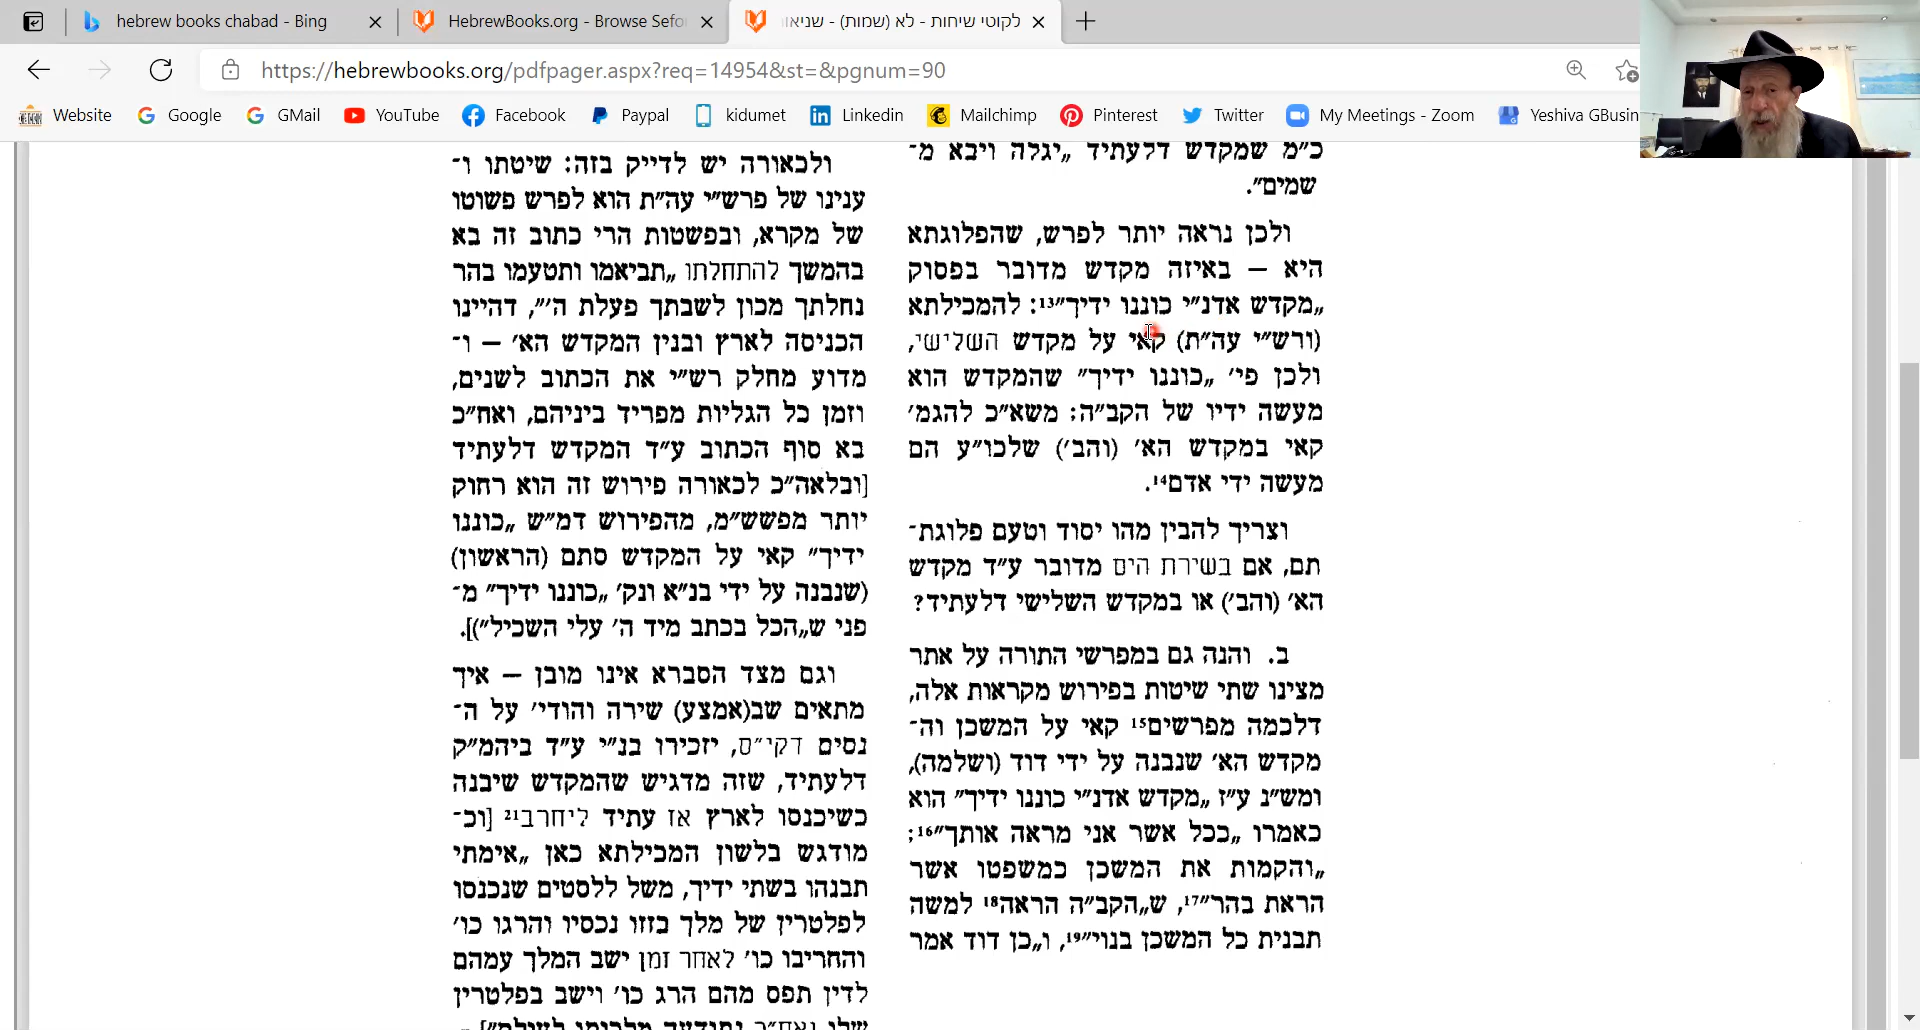 hebrew books chabad - Bing
HebrewBooks.org - Browse Sefo
לקוטי שיחות - לא (שמות) - שניאור
https://hebrewbooks.org/pdfpager.aspx?req=14954&st=&pgnum=90
Website
Google
GMail
YouTube
Facebook
Paypal
kidumet
Linkedin
Mailchimp
Pinterest
Twitter
My Meetings - Zoom
Yeshiva GBusin
כ״מ שמקדש דלעתיד „יגלה ויבא מ־
שמים״.
ולכן נראה יותר לפרש, שהפלוגתא
היא — באיזה מקדש מדובר בפסוק
„מקדש אדנ״י כוננו ידיך״13: להמכילתא
(ורש״י עה״ת) קאי על מקדש השלישי,
ולכן פי׳ „כוננו ידיך״ שהמקדש הוא
מעשה ידיו של הקב״ה; משא״כ להגמ׳
קאי במקדש הא׳ (והב׳) שלכו״ע הם
מעשה ידי אדם14.
וצריך להבין מהו יסוד וטעם פלוגת־
תם, אם בשירת הים מדובר ע״ד מקדש
הא׳ (והב׳) או במקדש השלישי דלעתיד?
ב. והנה גם במפרשי התורה על אתר
מצינו שתי שיטות בפירוש מקראות אלה,
דלכמה מפרשים15 קאי על המשכן וה־
מקדש הא׳ שנבנה על ידי דוד (ושלמה),
ומש״נ ע״ז „מקדש אדנ״י כוננו ידיך״ הוא
כאמרו „ככל אשר אני מראה אותך״16;
„והקמות את המשכן כמשפטו אשר
הראת בהר״17, ש„הקב״ה הראה18 למשה
תבנית כל המשכן בנוי״19, ו„כן דוד אמר
ולכאורה יש לדייק בזה: שיטתו ו־
ענינו של פרש״י עה״ת הוא לפרש פשוטו
של מקרא, ובפשטות הרי כתוב זה בא
בהמשך להתחלתו „תביאמו ותטעמו בהר
נחלתך מכון לשבתך פעלת ה׳״, דהיינו
הכניסה לארץ ובנין המקדש הא׳ — ו־
מדוע מחלק רש״י את הכתוב לשנים,
וזמן כל הגליות מפריד ביניהם, ואח״כ
בא סוף הכתוב ע״ד המקדש דלעתיד
[ובלאה״כ לכאורה פירוש זה הוא רחוק
יותר מפשש״מ, מהפירוש דמ״ש „כוננו
ידיך״ קאי על המקדש סתם (הראשון)
(שנבנה על ידי בנ״א ונק׳ „כוננו ידיך״ מ־
פני ש„הכל בכתב מיד ה׳ עלי השכיל״)].
וגם מצד הסברא אינו מובן — איך
מתאים שב(אמצע) שירה והודי׳ על ה־
נסים דקי״ס, יזכירו בנ״י ע״ד ביהמ״ק
דלעתיד, שזה מדגיש שהמקדש שיבנה
כשיכנסו לארץ אז עתיד ליחרב21 [וכ־
מודגש בלשון המכילתא כאן „אימתי
תבנהו בשתי ידיך, משל ללסטים שנכנסו
לפלטרין של מלך בזזו נכסיו והרגו כו׳
והחריבו כו׳ לאחר זמן ישב המלך עמהם
לדין תפס מהם הרג כו׳ וישב בפלטרין